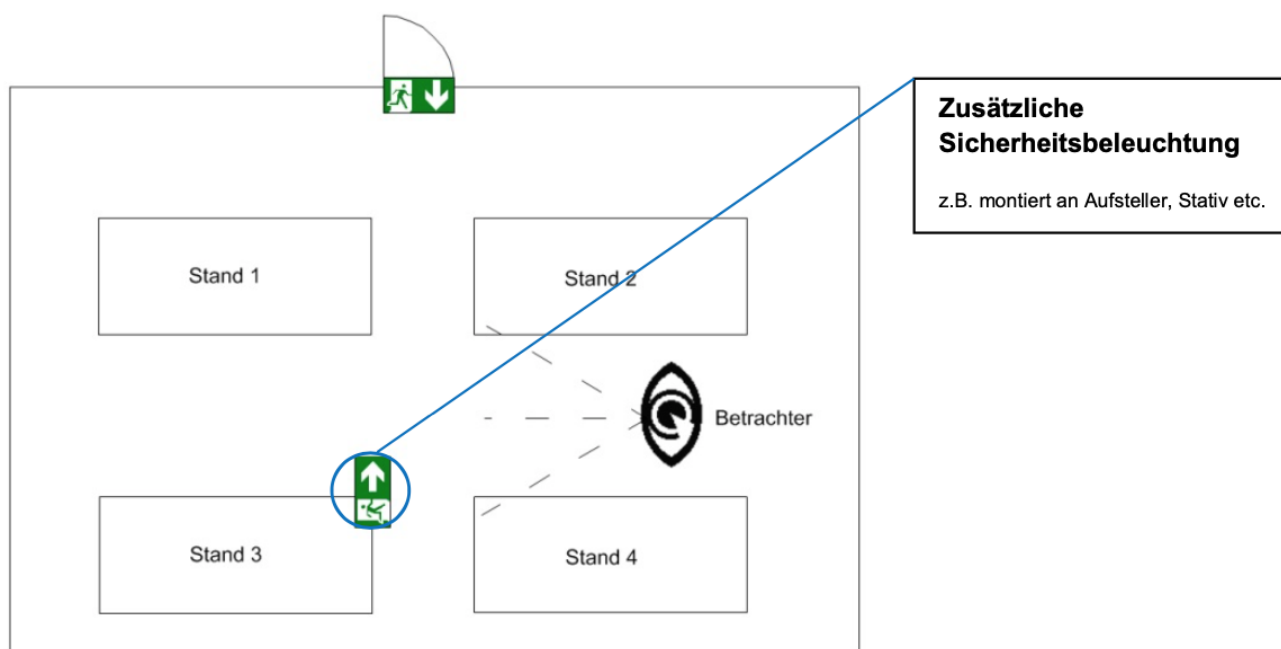 Zusätzliche
Sicherheitsbeleuchtung
z.B. montiert an Aufsteller, Stativ etc.
Stand 1
Stand 2
Betrachter
Stand 3
Stand 4